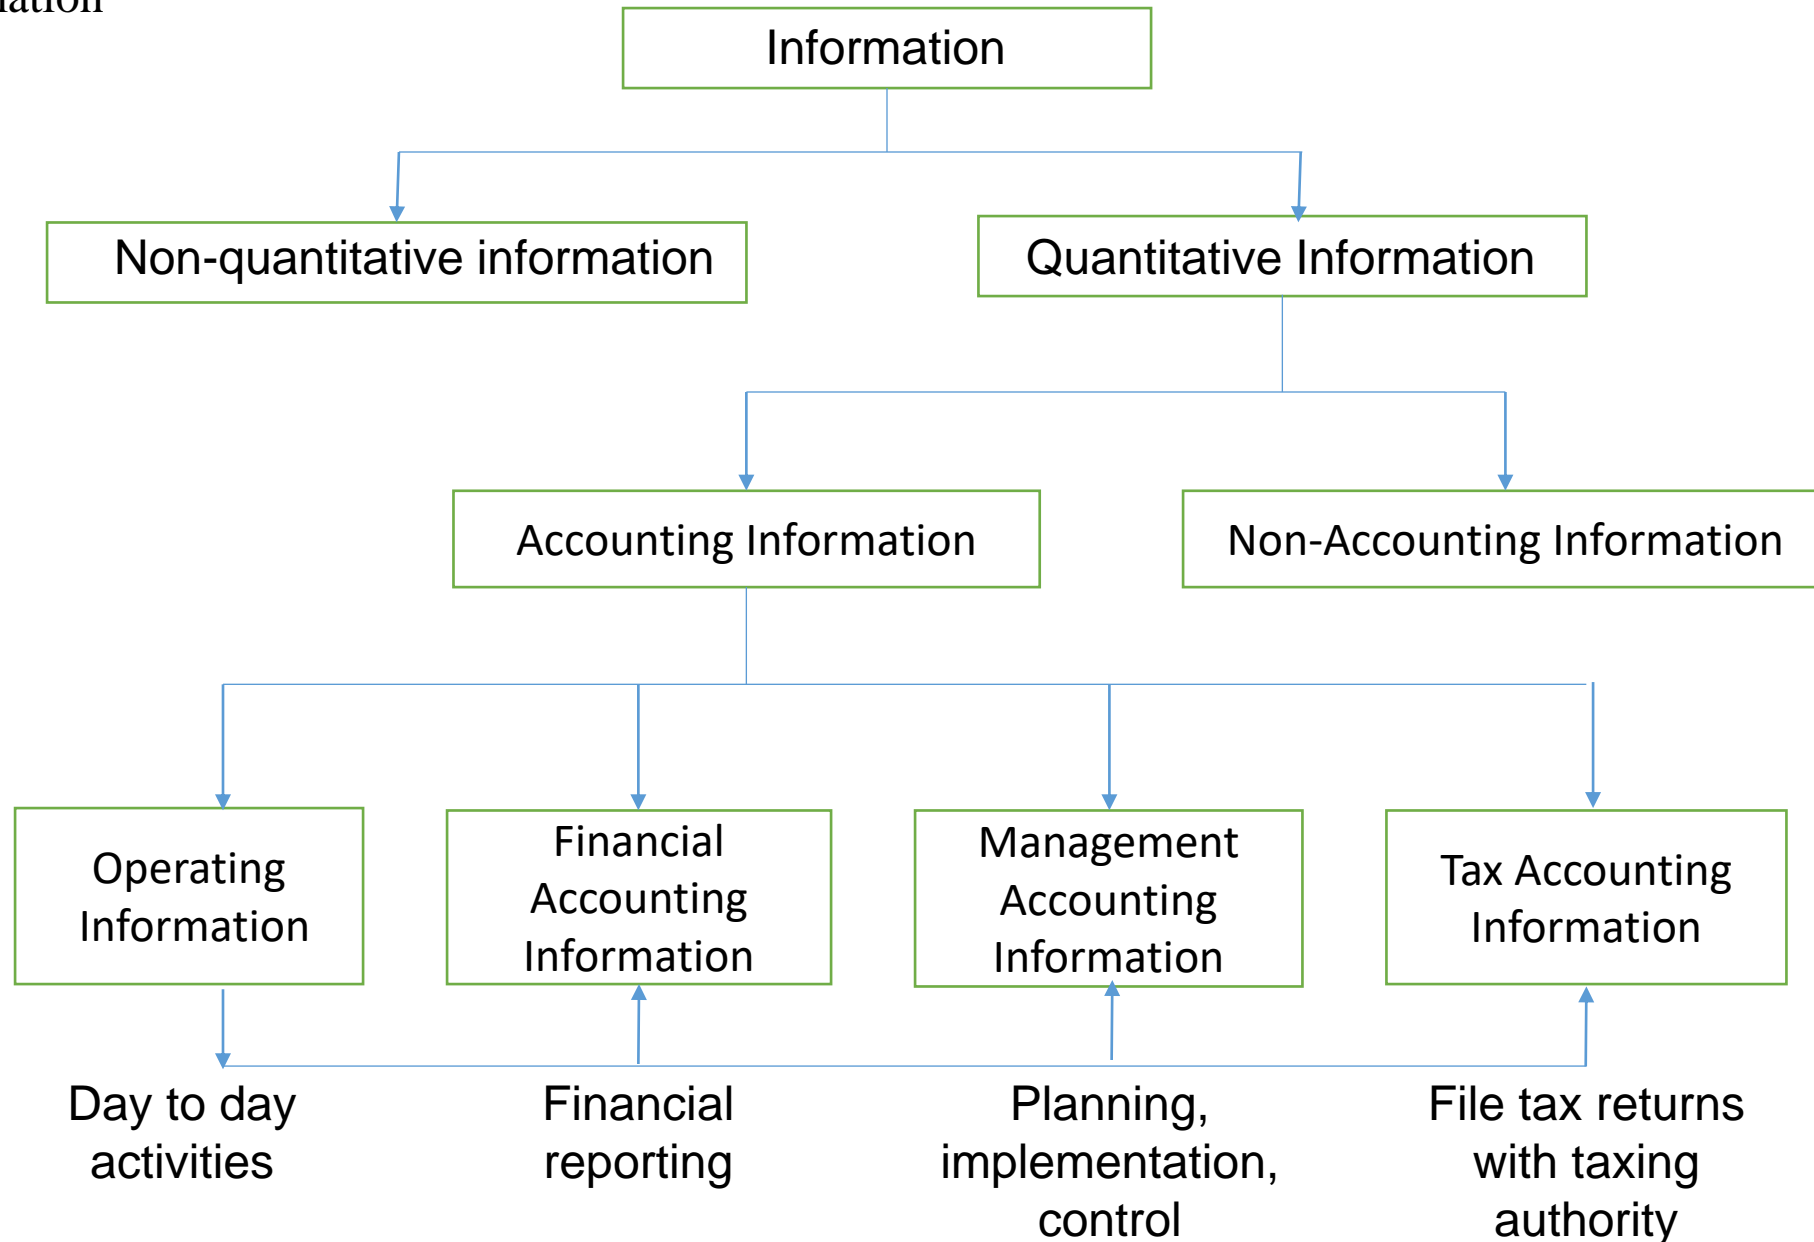 Information
Non-quantitative information
Quantitative Information
Accounting Information
Non-Accounting Information
Operating
Information
Financial
Accounting
Information
Management
Accounting
Information
Tax Accounting
Information
Day to day
activities
Financial
reporting
Planning,
implementation,
control
File tax returns
with taxing
authority